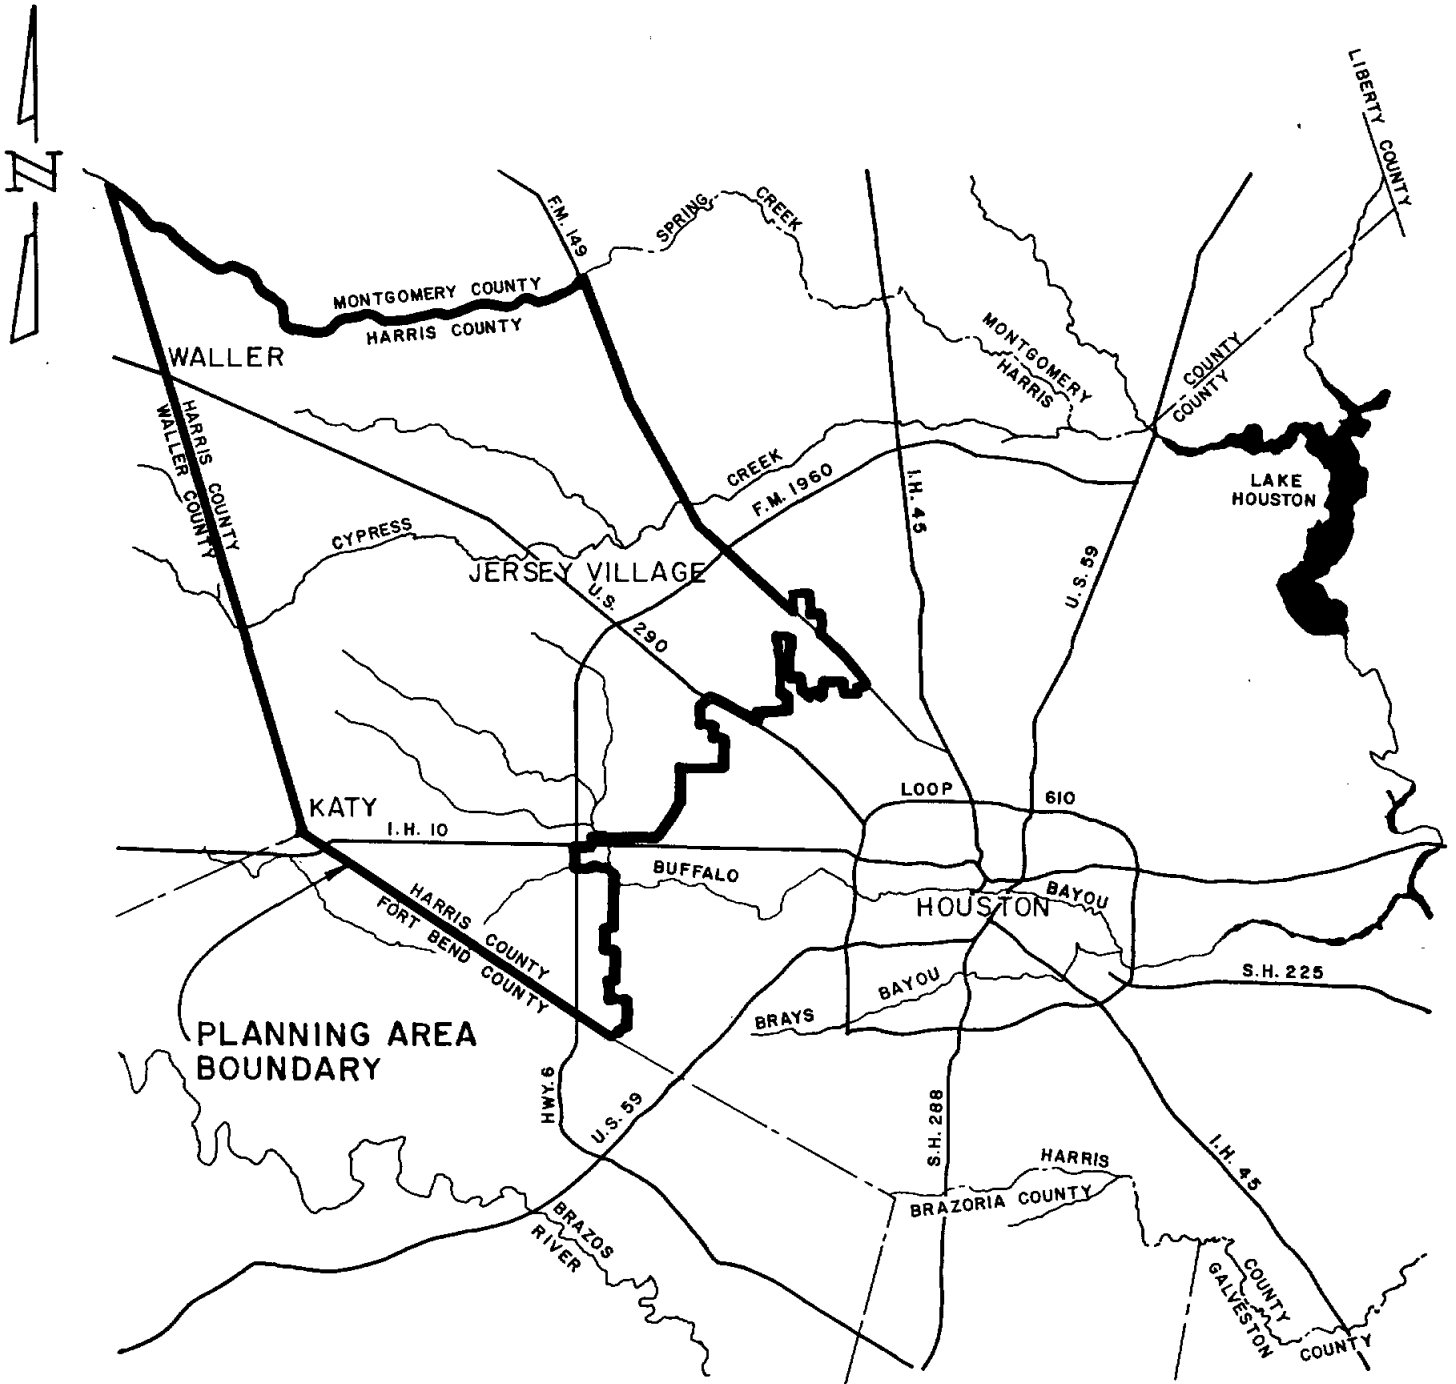 LIBERTY COUNTY
N
F.M. 149
SPRING
CREEK
MONTGOMERY COUNTY
HARRIS COUNTY
WALLER
MONTGOMERY
HARRIS
COUNTY
COUNTY
HARRIS COUNTY
WALLER COUNTY
CREEK
F.M. 1960
I.H. 45
LAKE
HOUSTON
CYPRESS
JERSEY VILLAGE
U.S.
290
U.S. 59
KATY
I.H. 10
LOOP
610
BUFFALO
BAYOU
HOUSTON
HARRIS COUNTY
FORT BEND COUNTY
BAYOU
BRAYS
S.H. 225
PLANNING AREA
BOUNDARY
HWY. 6
U.S. 59
S.H. 288
I.H. 45
HARRIS
BRAZORIA COUNTY
BRAZOS
RIVER
COUNTY
GALVESTON
COUNTY